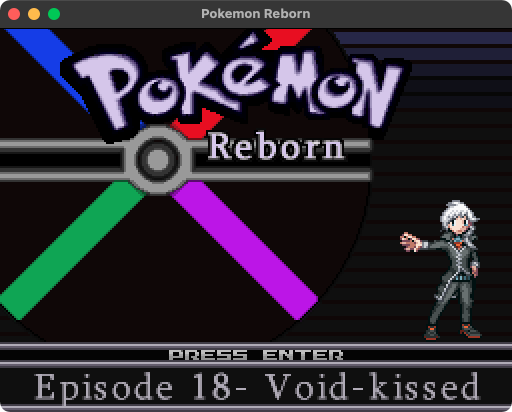 Pokemon Reborn
POKéMON
Reborn
PRESS ENTER
Episode 18- Void-kissed